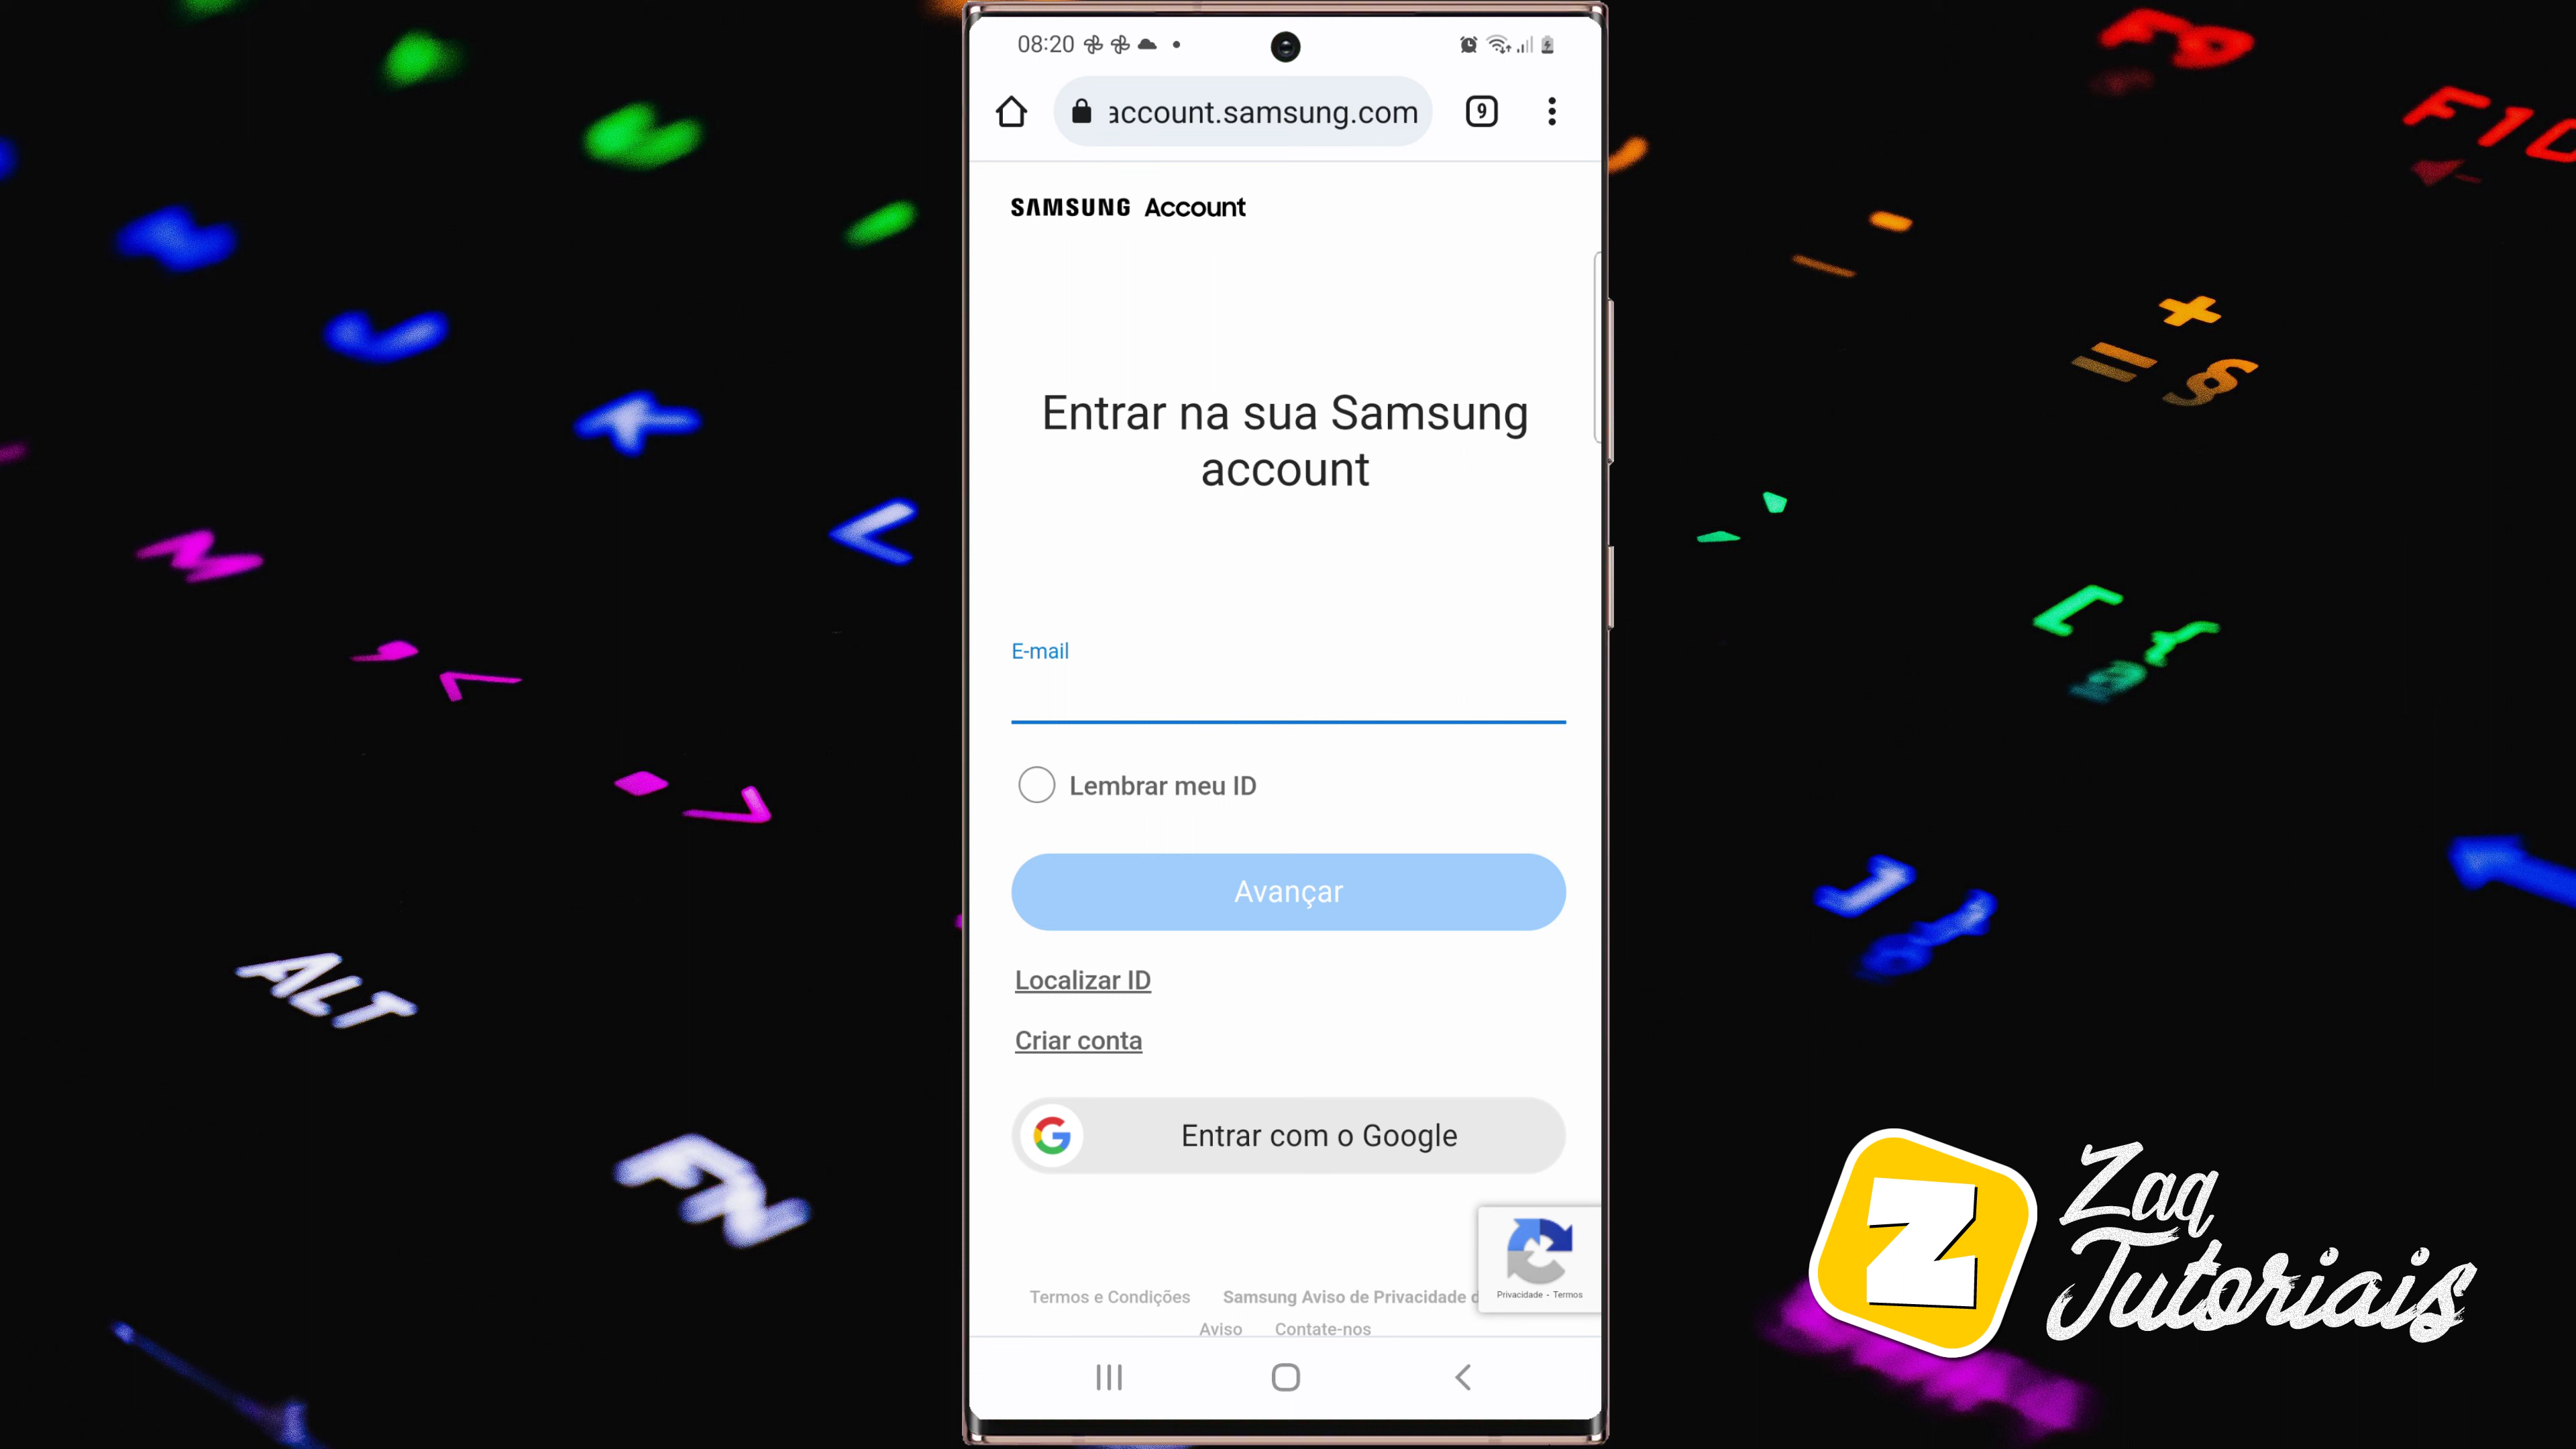 08:20
account.samsung.com
9
SAMSUNG Account
Entrar na sua Samsung
account
E-mail
Lembrar meu ID
Avançar
Localizar ID
Criar conta
G
Entrar com o Google
Privacidade - Termos
Termos e Condições Samsung Aviso de Privacidade
Aviso Contate-nos
F9
F10
+
= §
M
<
ALT
FN
Z
Zaq
Tutoriais